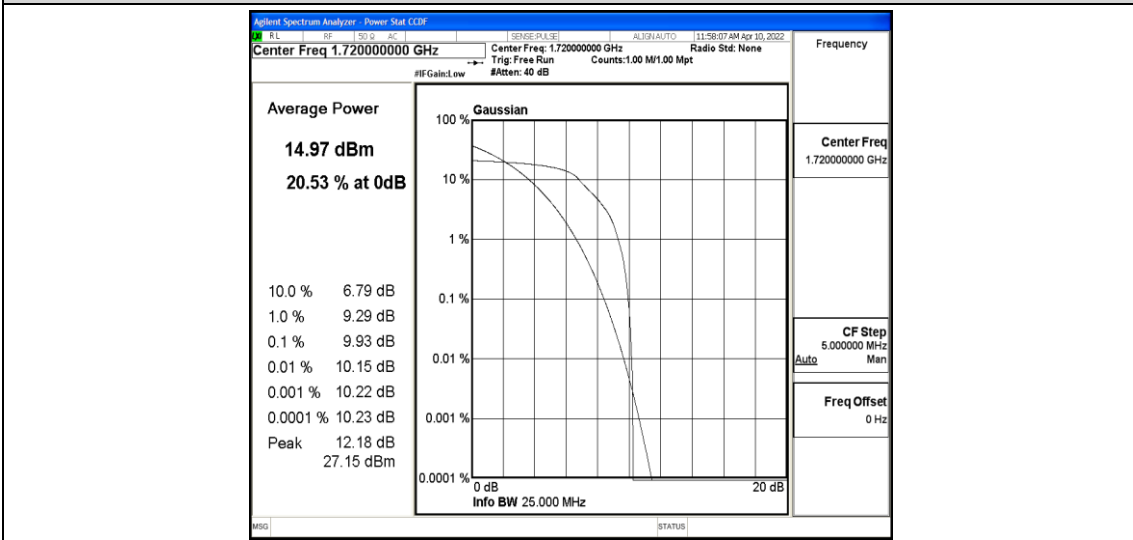 Agilent Spectrum Analyzer - Power Stat CCDF
RL RF 50 Ω AC SENSE:PULSE ALIGNAUTO 11:58:07 AM Apr 10, 2022
Center Freq 1.720000000 GHz
Center Freq: 1.720000000 GHz Radio Std: None
Trig: Free Run Counts:1.00 M/1.00 Mpt
#IFGain:Low #Atten: 40 dB
Average Power
14.97 dBm
20.53 % at 0dB
10.0 % 6.79 dB
1.0 % 9.29 dB
0.1 % 9.93 dB
0.01 % 10.15 dB
0.001 % 10.22 dB
0.0001 % 10.23 dB
Peak 12.18 dB
27.15 dBm
Gaussian
100 %
10 %
1 %
0.1 %
0.01 %
0.001 %
0.0001 %
0 dB 20 dB
Info BW 25.000 MHz
Frequency
Center Freq
1.720000000 GHz
CF Step
5.000000 MHz
Auto Man
Freq Offset
0 Hz
MSG STATUS